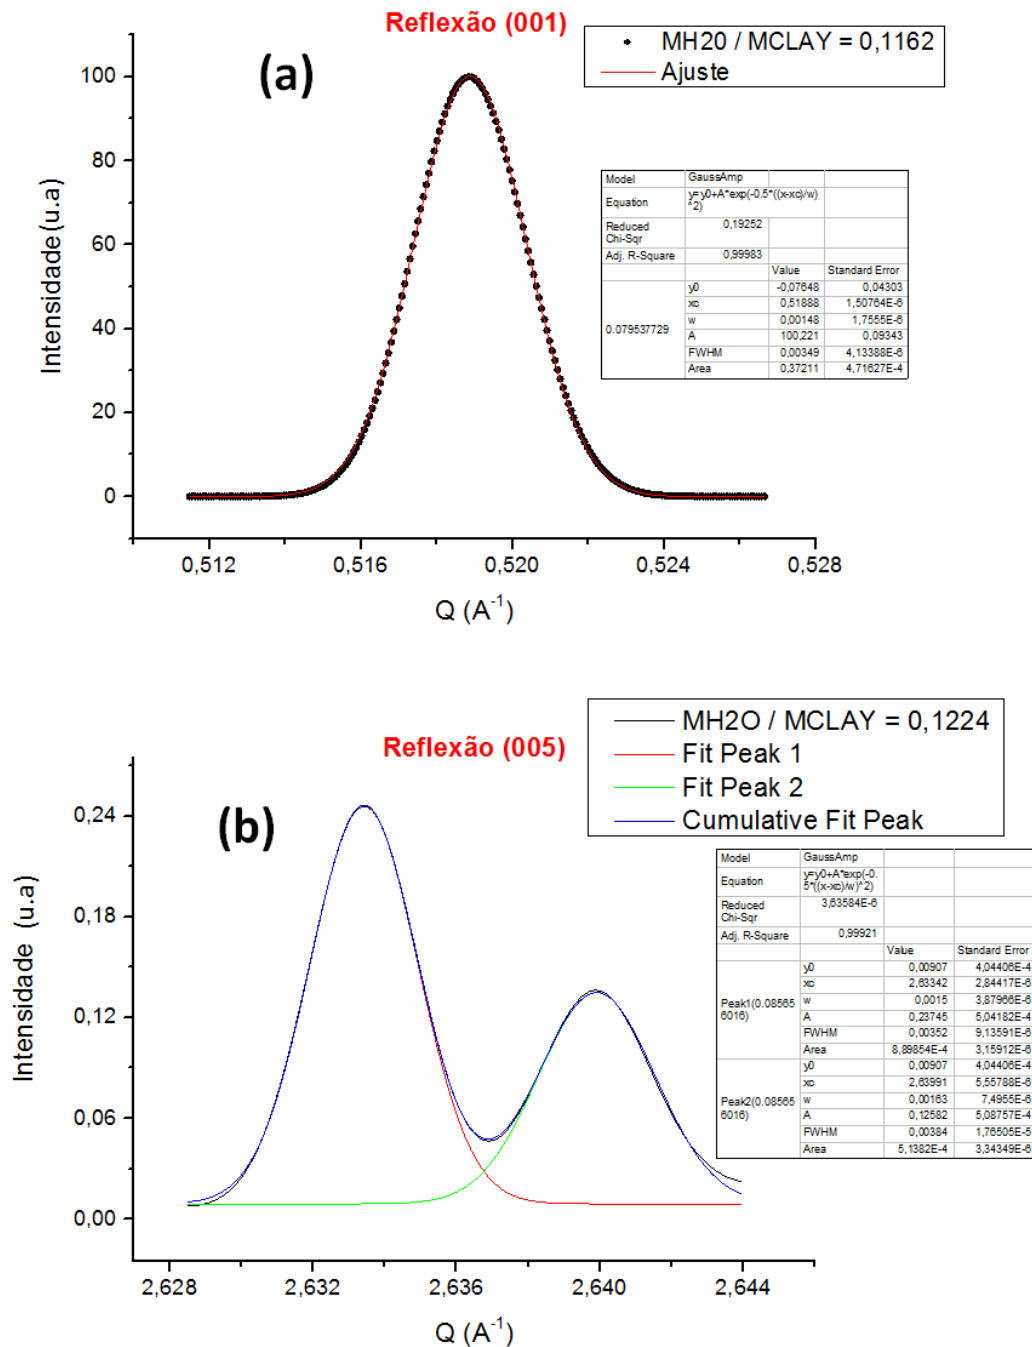 Reflexão (001)
(a)
MH20 / MCLAY = 0,1162
Ajuste
Intensidade(u.a)
100
80
60
40
20
0
0,512 0,516 0,520 0,524 0,528
Q (A⁻¹)
Model GaussAmp
Equation y=y0+A*exp(-0.5*((x-xc)/w)
^2)
Reduced 0,19252
Chi-Sqr
Adj. R-Square 0,99983
Value Standard Error
y0 -0,07648 0,04303
xc 0,51888 1,50764E-6
w 0,00148 1,7555E-6
0.079537729
A 100,221 0,09343
FWHM 0,00349 4,13388E-6
Area 0,37211 4,71627E-4
MH2O / MCLAY = 0,1224
Fit Peak 1
Fit Peak 2
Cumulative Fit Peak
Reflexão (005)
(b)
Intensidade (u.a)
0,24
0,18
0,12
0,06
0,00
2,628 2,632 2,636 2,640 2,644
Q (A⁻¹)
Model GaussAmp
Equation y=y0+A*exp(-0.
5*((x-xc)/w)^2)
Reduced 3,63584E-6
Chi-Sqr
Adj. R-Square 0,99921
Value Standard Error
y0 0,00907 4,04406E-4
xc 2,63342 2,84417E-6
Peak1(0.08565
6016)
w 0,0015 3,87966E-6
A 0,23745 5,04182E-4
FWHM 0,00352 9,13591E-6
Area 8,89854E-4 3,15912E-6
y0 0,00907 4,04406E-4
xc 2,63991 5,55788E-6
Peak2(0.08565
6016)
w 0,00163 7,4955E-6
A 0,12582 5,08757E-4
FWHM 0,00384 1,76505E-5
Area 5,1382E-4 3,34349E-6